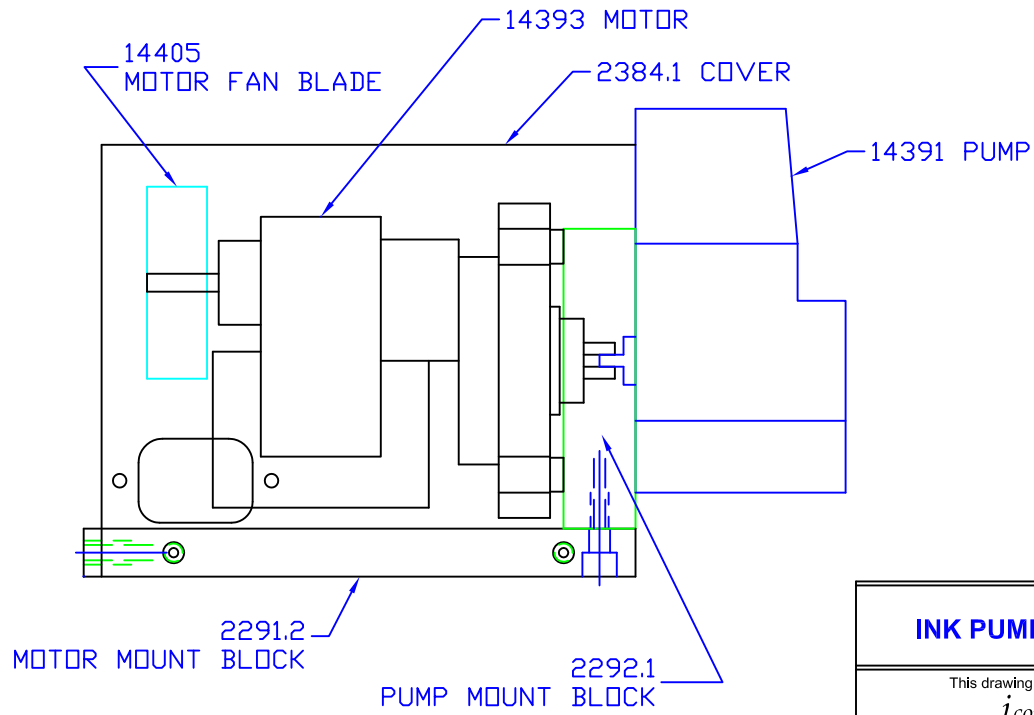 14393 MOTOR
14405
MOTOR FAN BLADE
2384.1 COVER
14391 PUMP
2291.2
MOTOR MOUNT BLOCK
2292.1
PUMP MOUNT BLOCK
INK PUM
This drawing